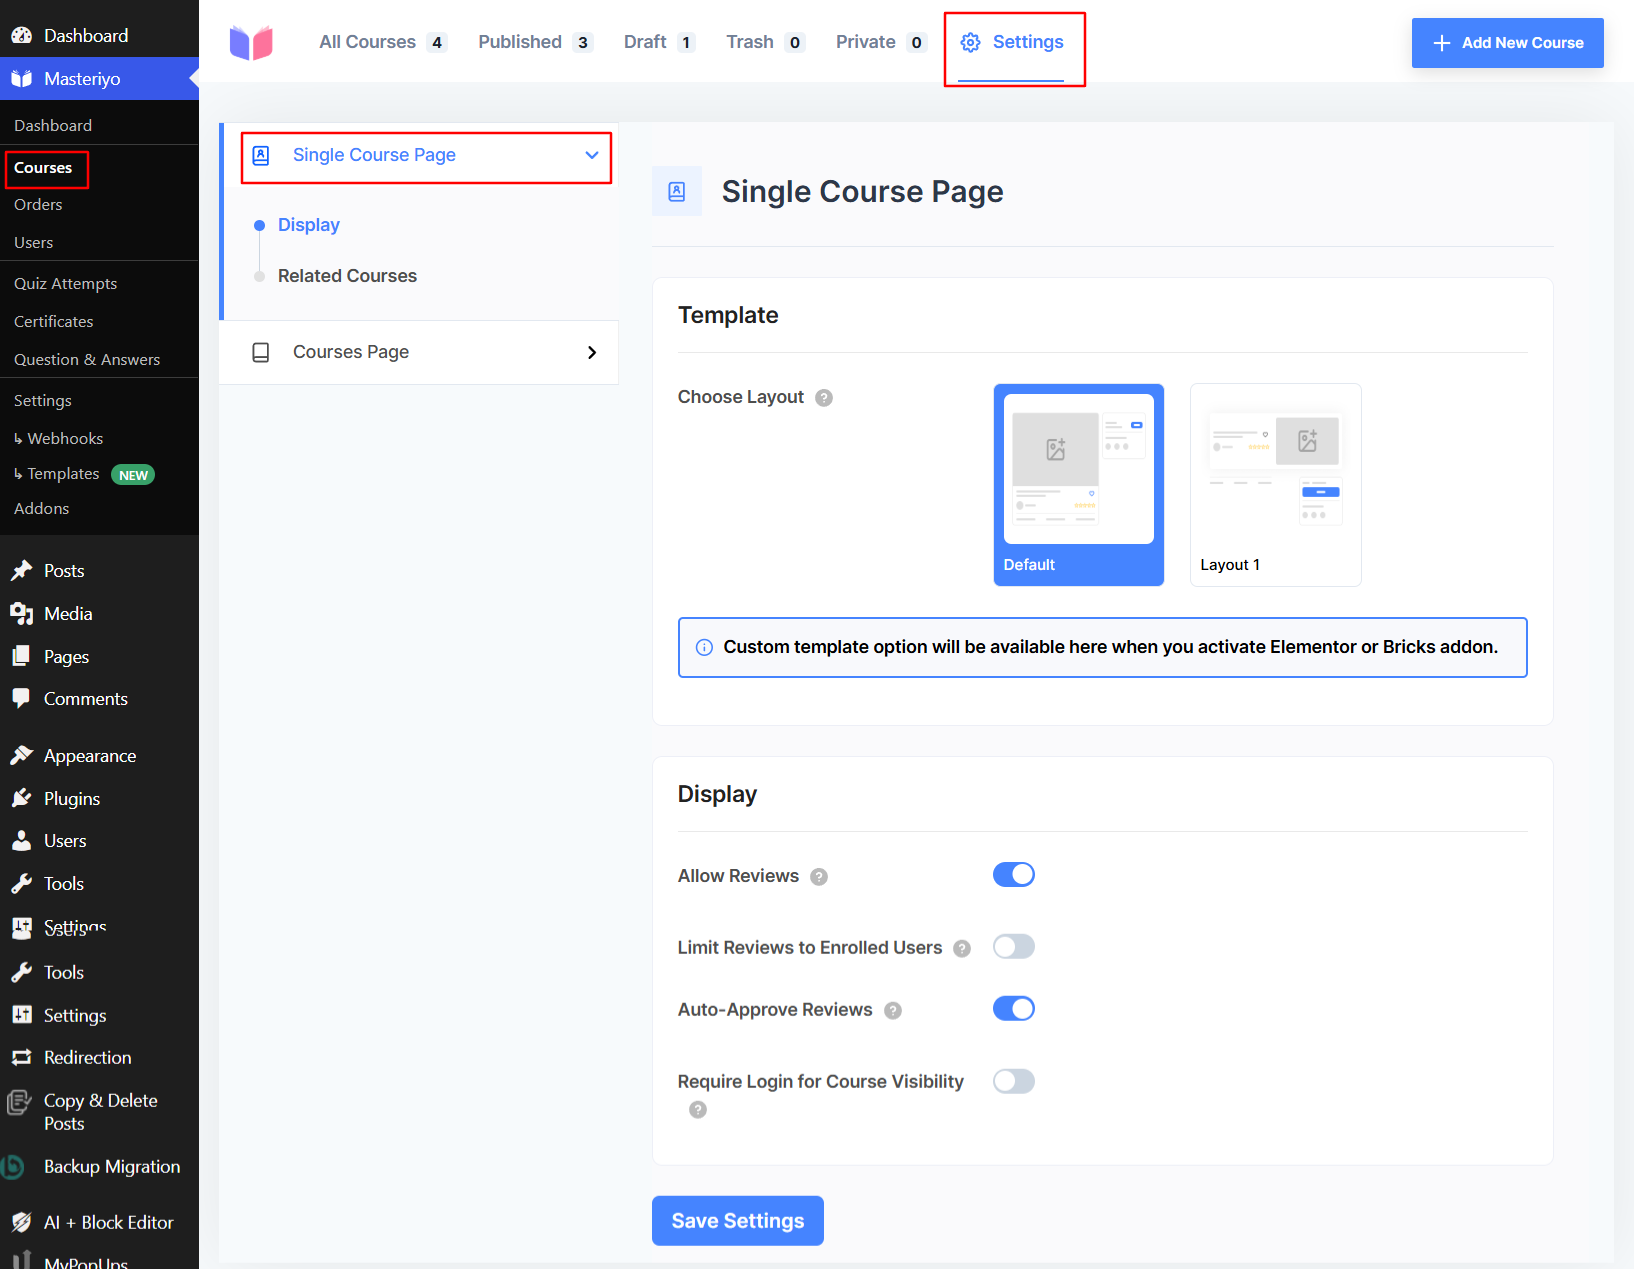 Dashboard
Masteriyo
Dashboard
Courses
Orders
Users
Quiz Attempts
Certificates
Question & Answers
Settings
↳ Webhooks
↳ Templates NEW
Addons
Posts
Media
Pages
Comments
Appearance
Plugins
Users
Tools
Settings
Users
Tools
Settings
Redirection
Copy & Delete
Posts
Backup Migration
AI + Block Editor
MyPopUps
All Courses 4 Published 3 Draft 1 Trash 0 Private 0 Settings
+ Add New Course
Single Course Page
Display
Related Courses
Courses Page
Single Course Page
Template
Choose Layout ?
Default
Layout 1
Custom template option will be available here when you activate Elementor or Bricks addon.
Display
Allow Reviews ?
Limit Reviews to Enrolled Users ?
Auto-Approve Reviews ?
Require Login for Course Visibility
?
Save Settings